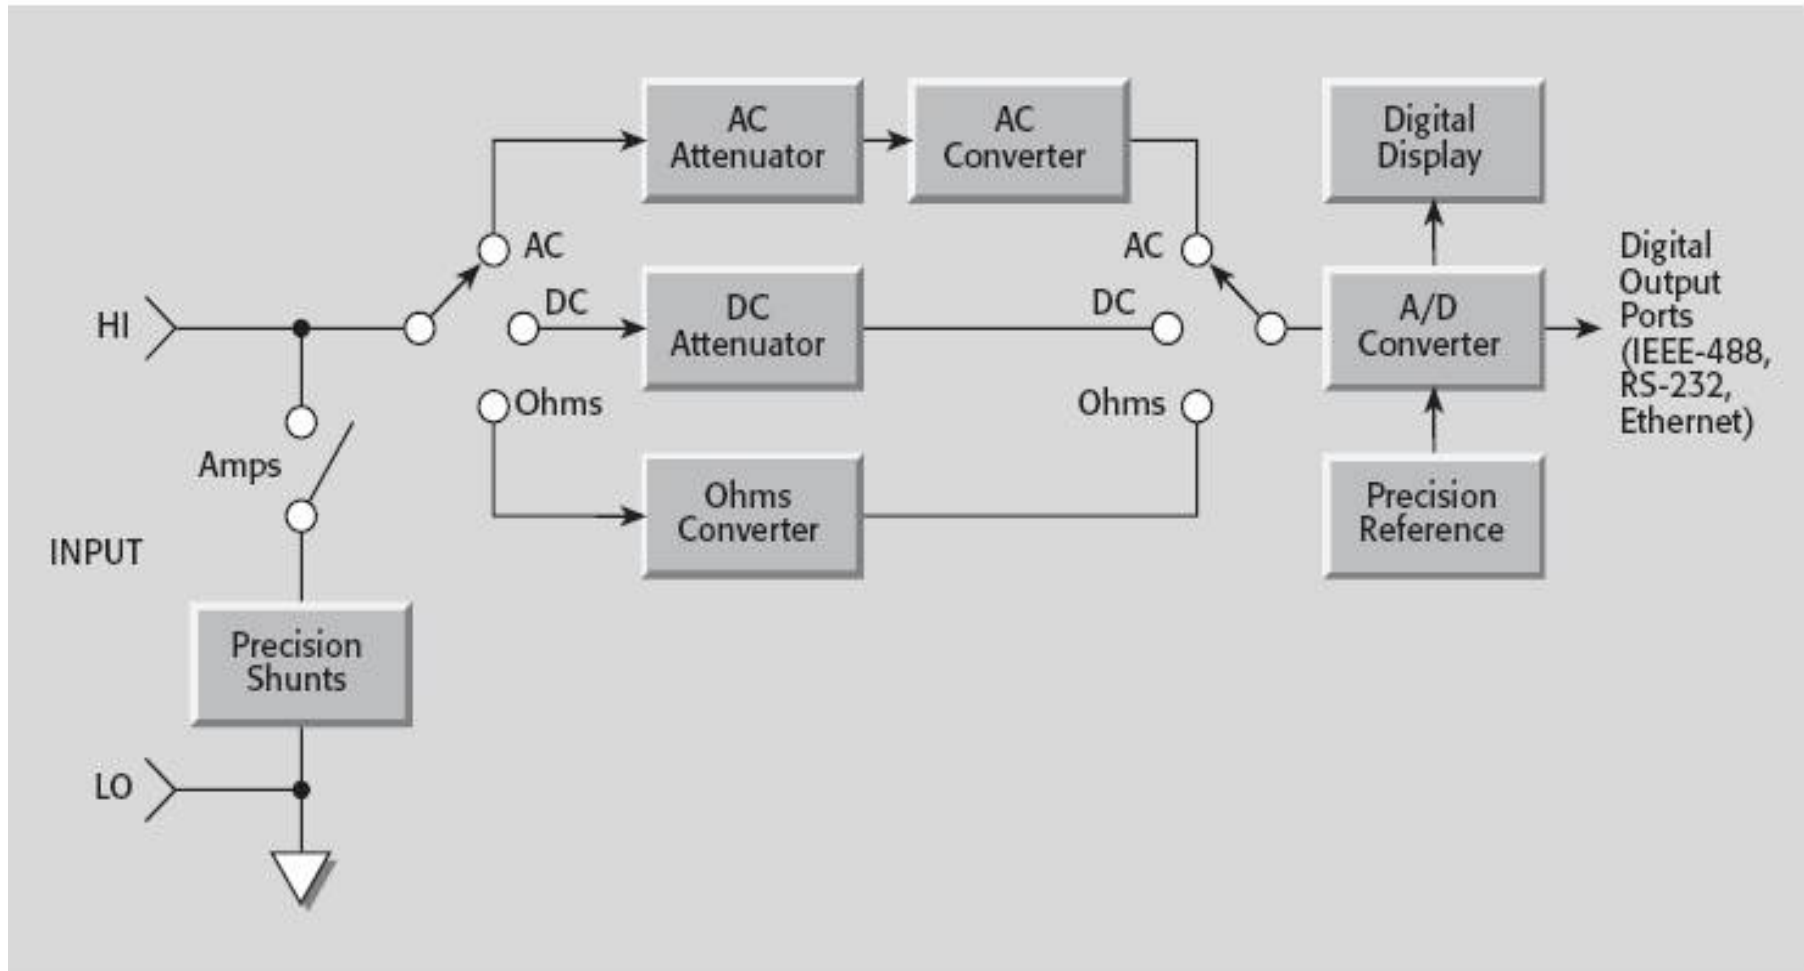 AC
Attenuator
AC
Converter
Digital
Display
AC
AC
Digital
Output
Ports
(IEEE-488,
RS-232,
Ethernet)
HI
DC
DC
Attenuator
DC
A/D
Converter
Ohms
Ohms
Amps
Ohms
Converter
Precision
Reference
INPUT
Precision
Shunts
LO